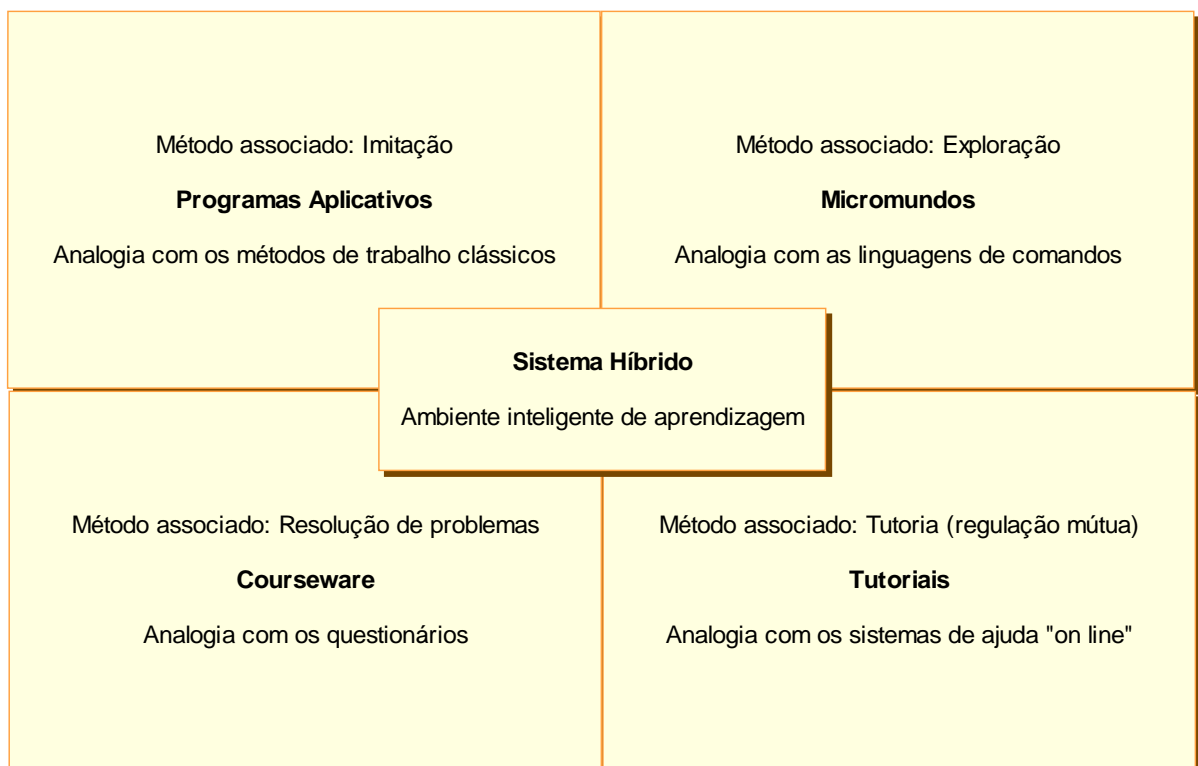 Método associado: Imitação
Programas Aplicativos
Analogia com os métodos de trabalho clássicos
Método associado: Exploração
Micromundos
Analogia com as linguagens de comandos
Sistema Híbrido
Ambiente inteligente de aprendizagem
Método associado: Resolução de problemas
Courseware
Analogia com os questionários
Método associado: Tutoria (regulação mútua)
Tutoriais
Analogia com os sistemas de ajuda "on line"